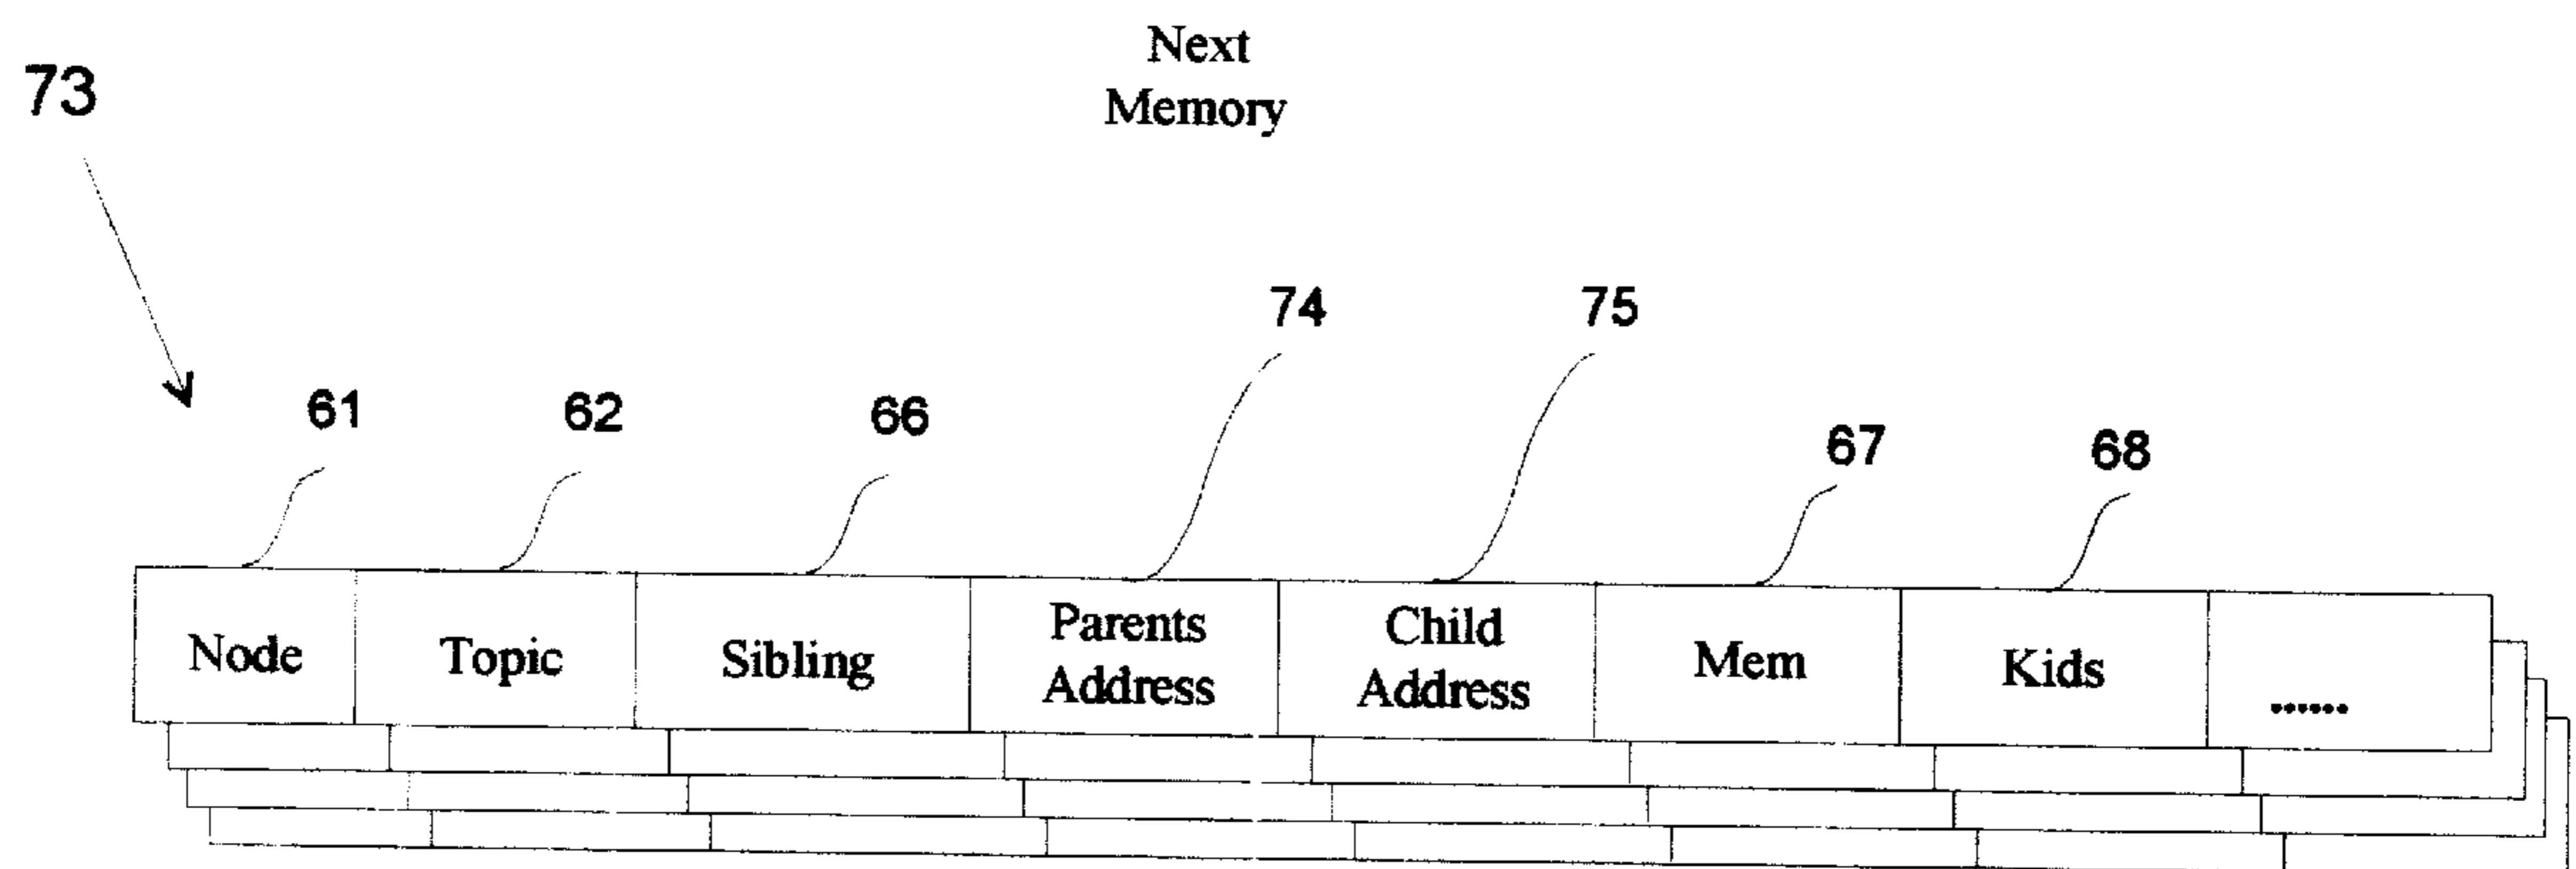 Next
Memory
73
74 75
61 62 66 67 68
Node Topic Sibling Parents Address Child Address Mem Kids ......